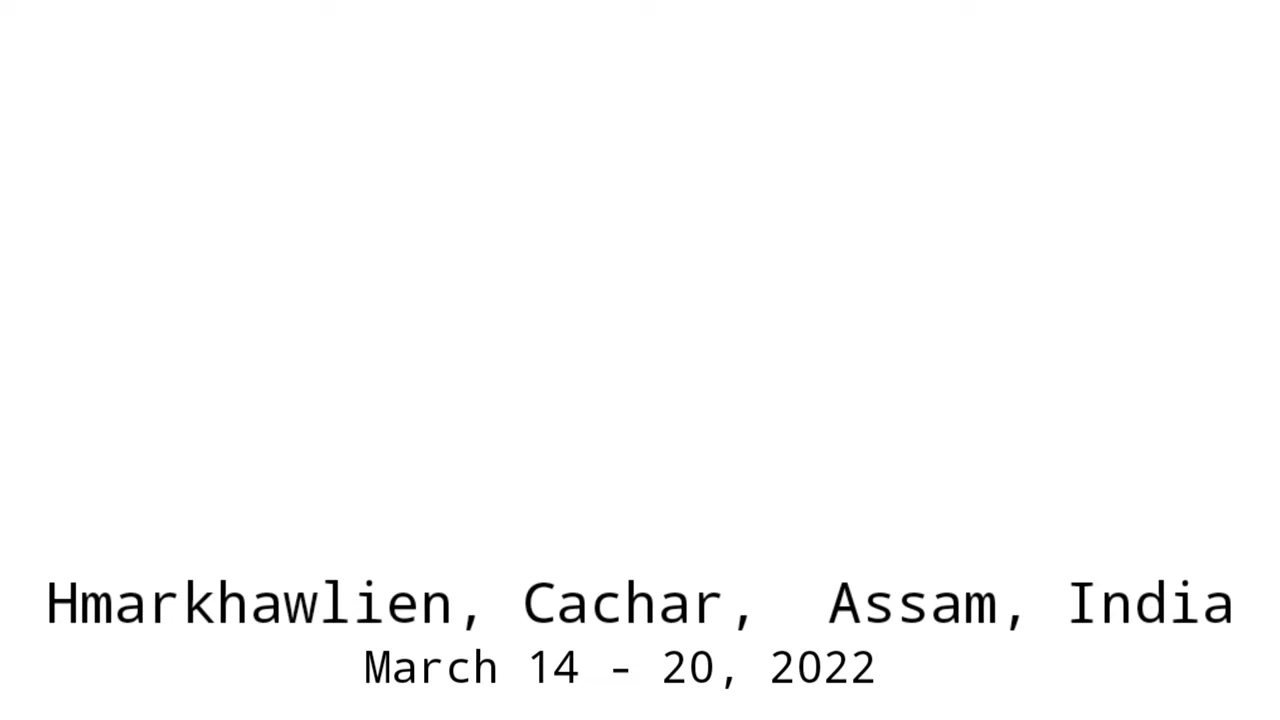 Hmarkhawlien, Cachar,  Assam, India
March 14 - 20, 2022